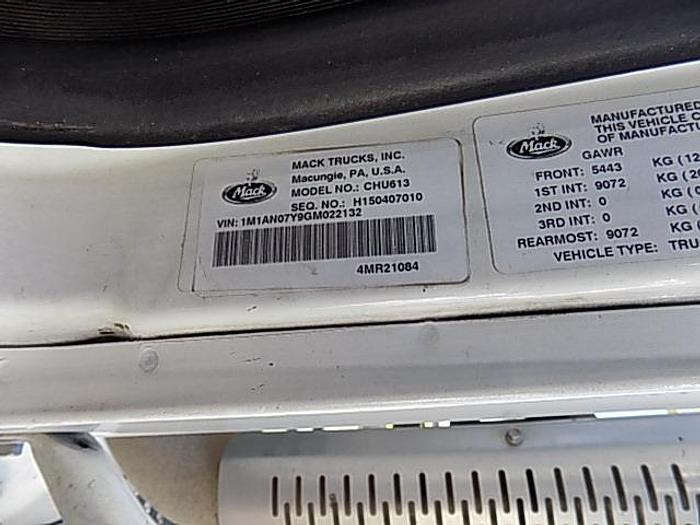 Mack
MACK TRUCKS, INC.
Macungie, PA, U.S.A.
MODEL NO.: CHU613
SEQ. NO.: H150407010
VIN: 1M1AN07Y9GM022132
4MR21084
Mack
MANUFACTURED
THIS VEHICLE
OF
GAWR
FRONT: 5443 KG (
1ST INT: 9072 KG (
2ND INT: 0 KG (
3RD INT: 0 KG (
REARMOST: 9072 KG (
VEHICLE TYPE: